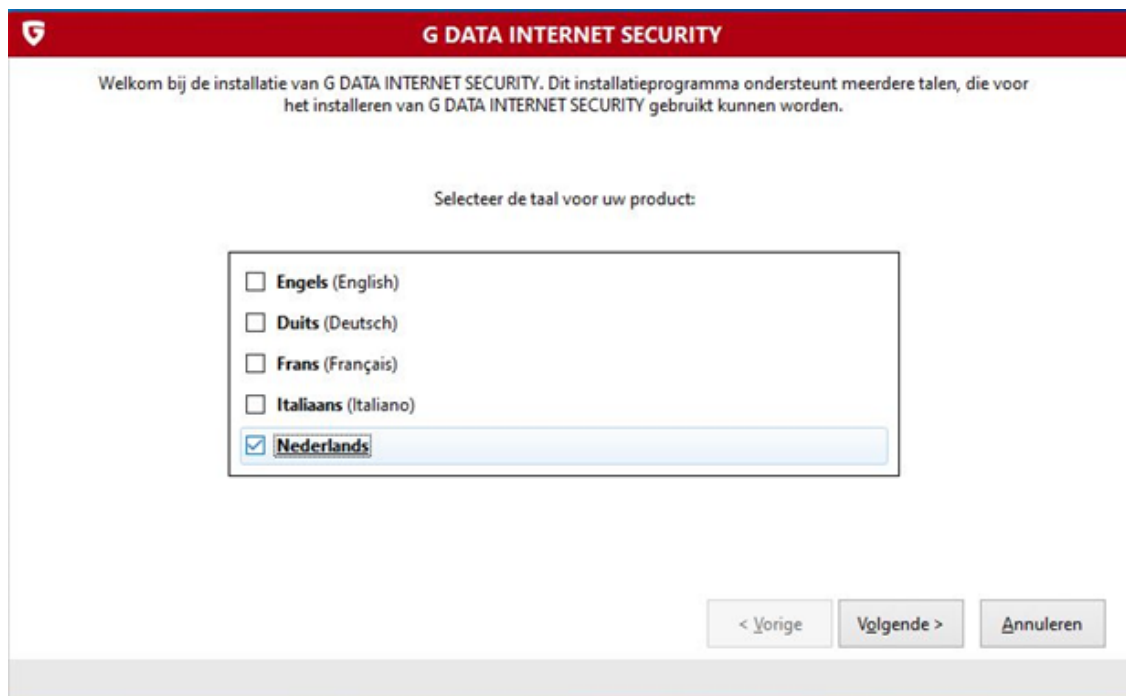 G DATA INTERNET SECURITY
Welkom bij de installatie van G DATA INTERNET SECURITY. Dit installatieprogramma ondersteunt meerdere talen, die voor
het installeren van G DATA INTERNET SECURITY gebruikt kunnen worden.
Selecteer de taal voor uw product:
Engels (English)
Duits (Deutsch)
Frans (Français)
Italiaans (Italiano)
Nederlands
< Vorige Volgende > Annuleren